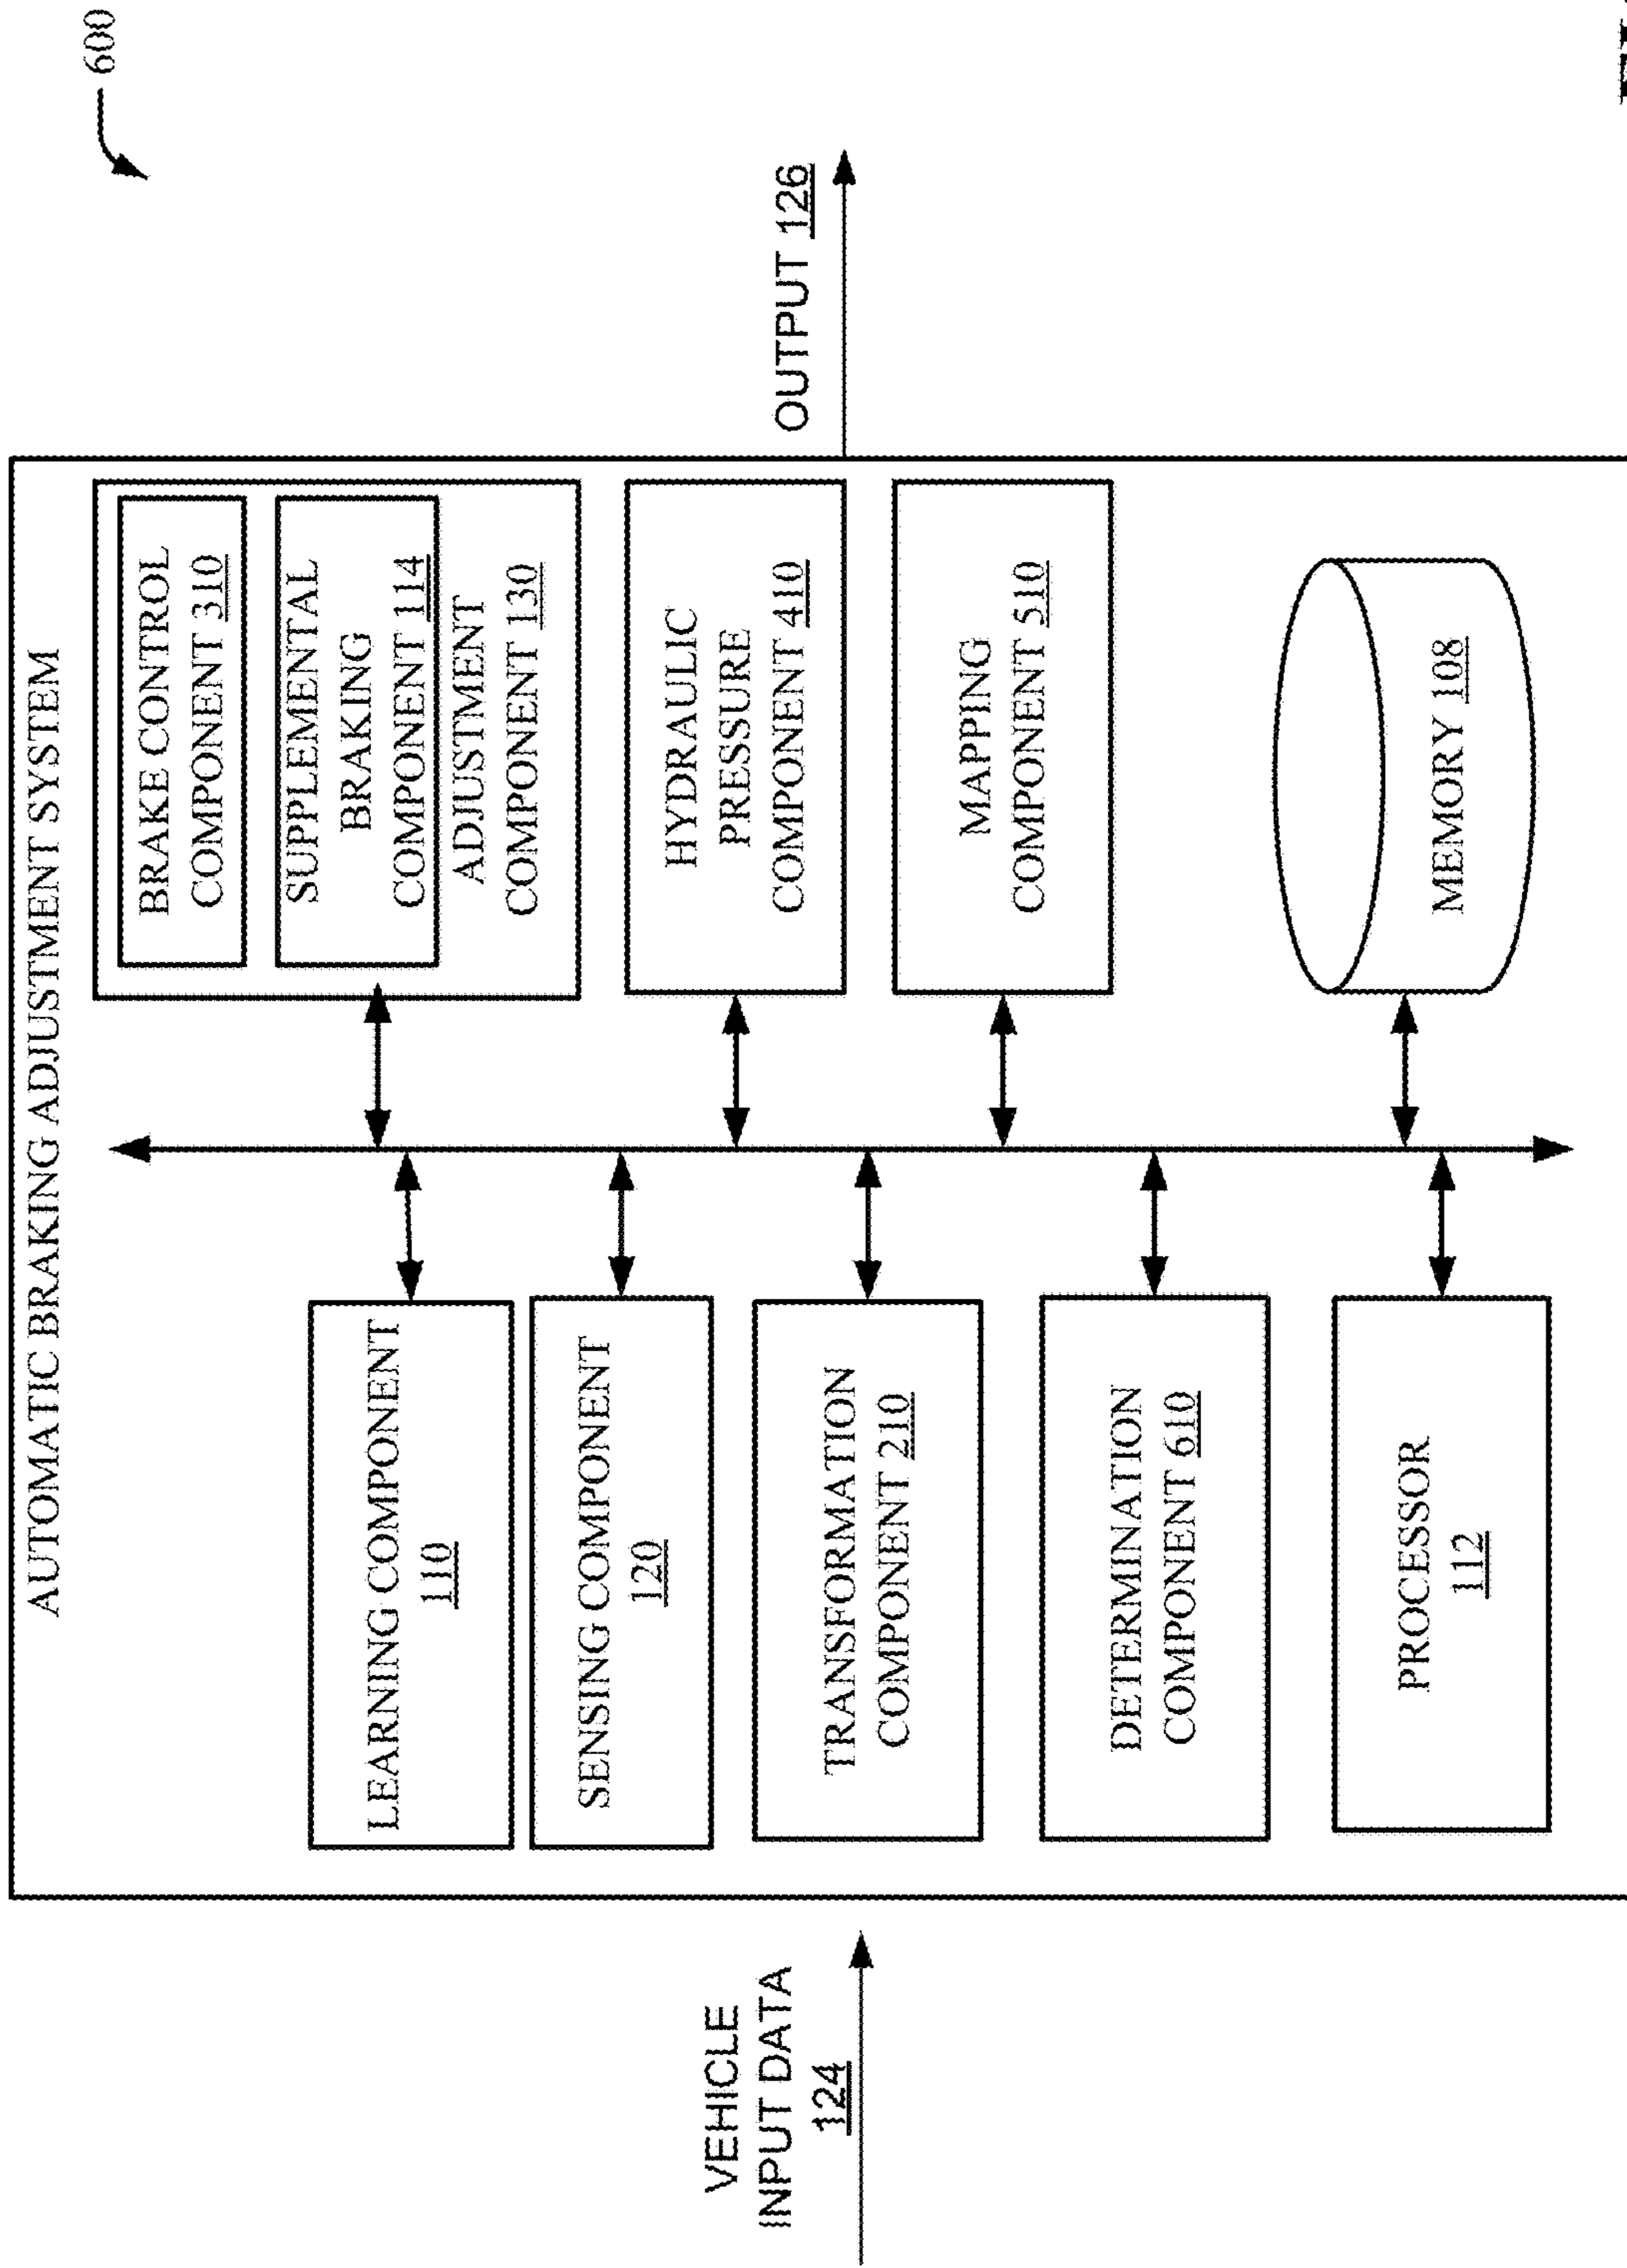 600
AUTOMATIC BRAKING ADJUSTMENT SYSTEM
VEHICLE
INPUT DATA
124
LEARNING COMPONENT
110
SENSING COMPONENT
120
TRANSFORMATION
COMPONENT 210
DETERMINATION
COMPONENT 610
PROCESSOR
112
BRAKE CONTROL
COMPONENT 310
SUPPLEMENTAL
BRAKING
COMPONENT 114
ADJUSTMENT
COMPONENT 130
HYDRAULIC
PRESSURE
COMPONENT 410
MAPPING
COMPONENT 510
MEMORY 108
OUTPUT 126